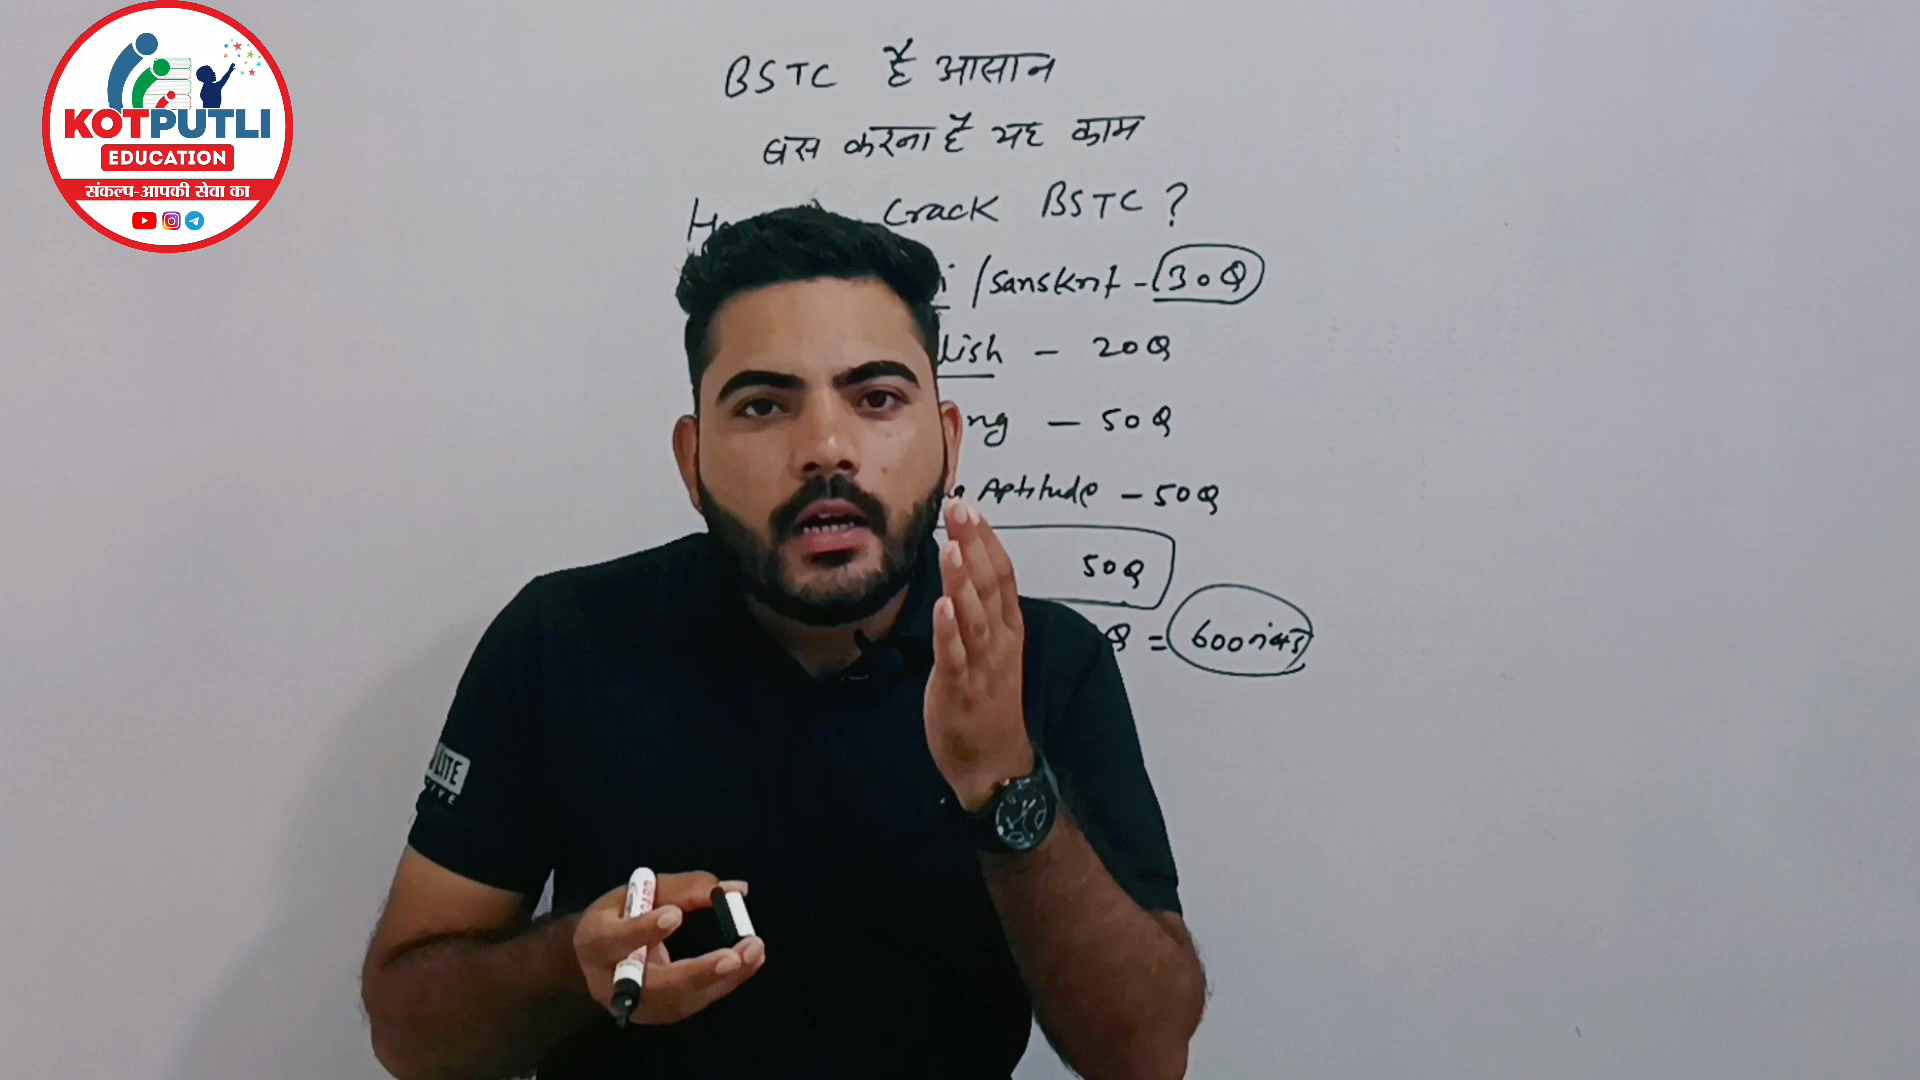 KOTPUTLI
EDUCATION
संकल्प-आपकी सेवा का
BSTC है आसान
बस करना है यह काम
Crack BSTC ?
/Sanskrit - 30Q
lish - 20Q
ng - 50Q
Aptitude - 50Q
50Q
Q = 600
LITE